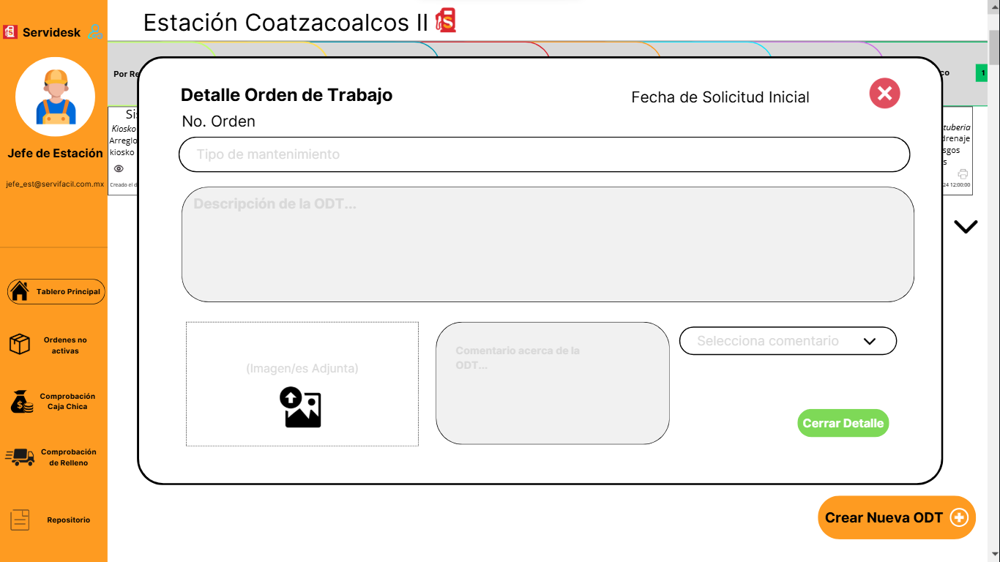 Estación Coatzacoalcos II
Servidesk
Jefe de Estación
jefe_est@servifacil.com.mx
Tablero Principal
Ordenes no
activas
Comprobación
Caja Chica
Comprobación
de Relleno
Repositorio
Por Re
co
1
Kiosko
Arreglo
kiosko
Creado el d
tuberia
drenaje
sgos
s
24 12:00:00
Detalle Orden de Trabajo
Fecha de Solicitud Inicial
No. Orden
Tipo de mantenimiento
Descripción de la ODT...
(Imagen/es Adjunta)
Comentario acerca de la
ODT...
Selecciona comentario
Cerrar Detalle
Crear Nueva ODT